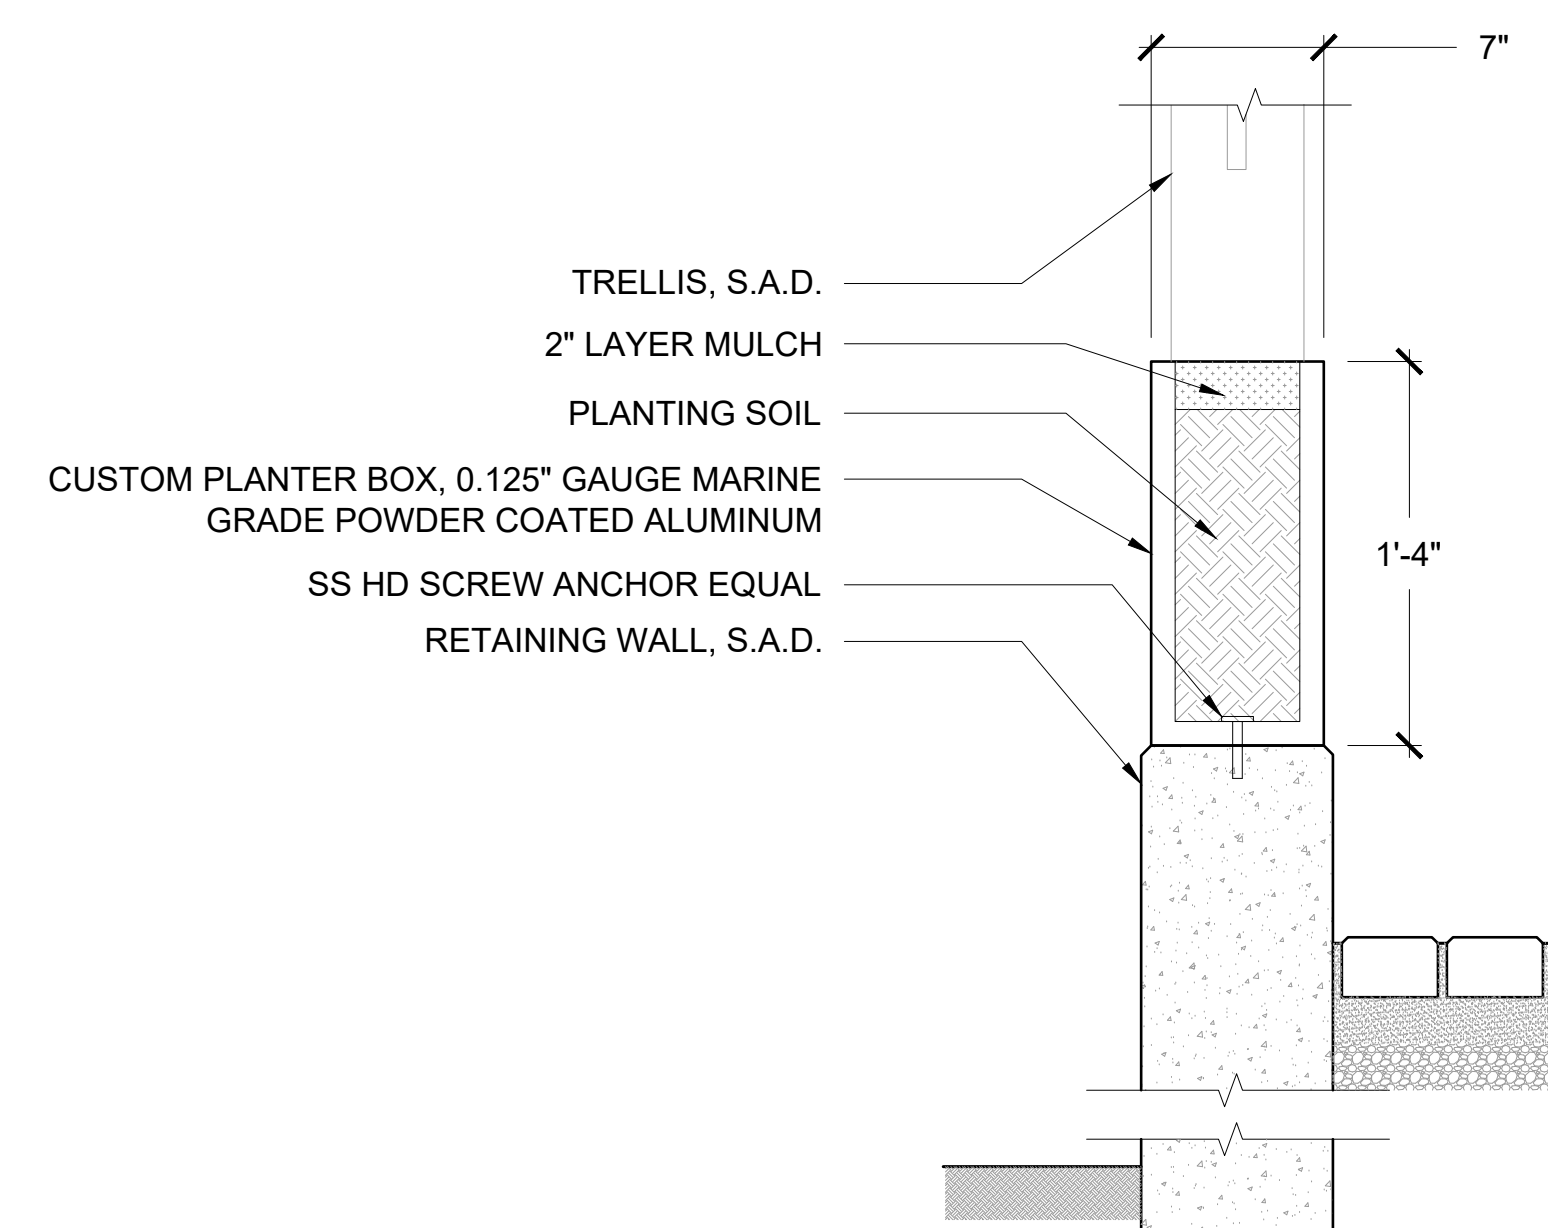 7"
TRELLIS, S.A.D.
2" LAYER MULCH
PLANTING SOIL
CUSTOM PLANTER BOX, 0.125" GAUGE MARINE
GRADE POWDER COATED ALUMINUM
1'-4"
SS HD SCREW ANCHOR EQUAL
RETAINING WALL, S.A.D.